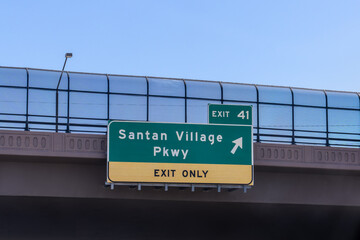 EXIT 41
Santan Village
Pkwy
EXIT ONLY